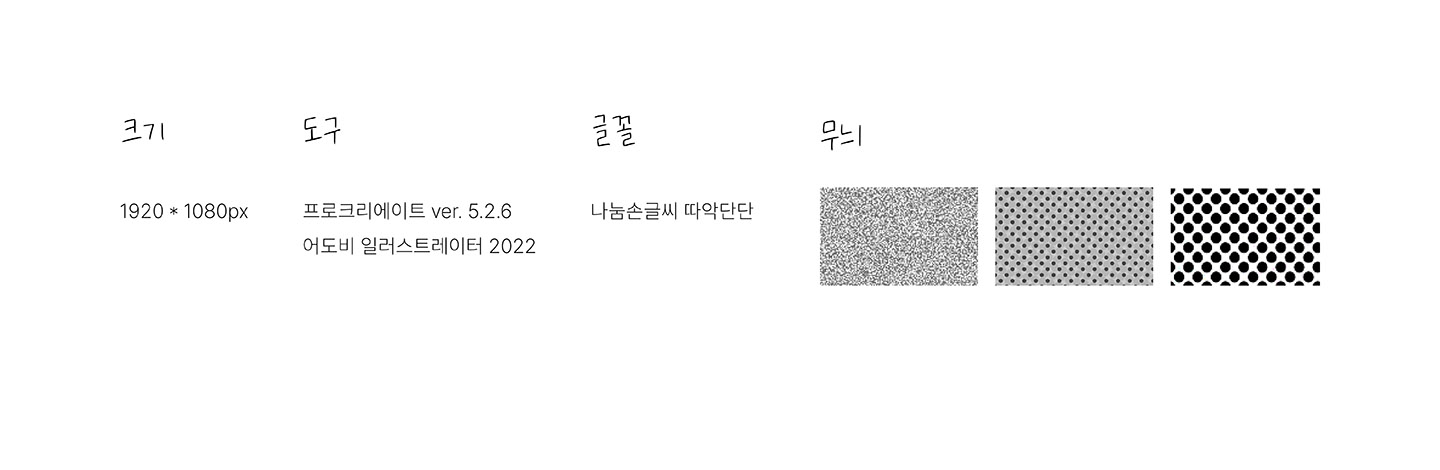 크기
1920 * 1080px
도구
프로크리에이트 ver. 5.2.6
어도비 일러스트레이터 2022
글꼴
나눔손글씨 따악단단
무늬